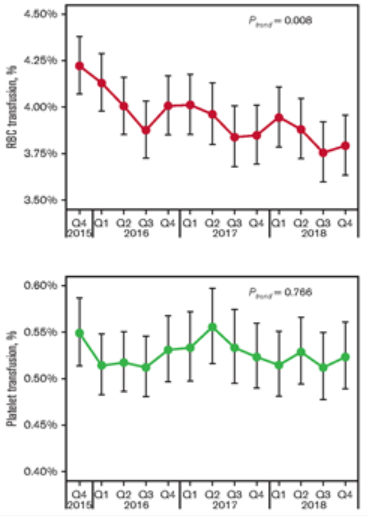 4.50%
P trend = 0.008
4.25%
4.00%
3.75%
3.50%
RBC transfusion, %
Q4 Q1 Q2 Q3 Q4 Q1 Q2 Q3 Q4 Q1 Q2 Q3 Q4
2015 2016 2017 2018
0.60%
P trend = 0.766
0.55%
0.50%
0.45%
0.40%
Platelet transfusion, %
Q4 Q1 Q2 Q3 Q4 Q1 Q2 Q3 Q4 Q1 Q2 Q3 Q4
2015 2016 2017 2018